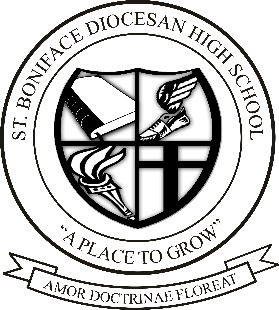 ST. BONIFACE DIOCESAN HIGH SCHOOL
"A PLACE TO GROW"
AMOR DOCTRINAE FLOREAT